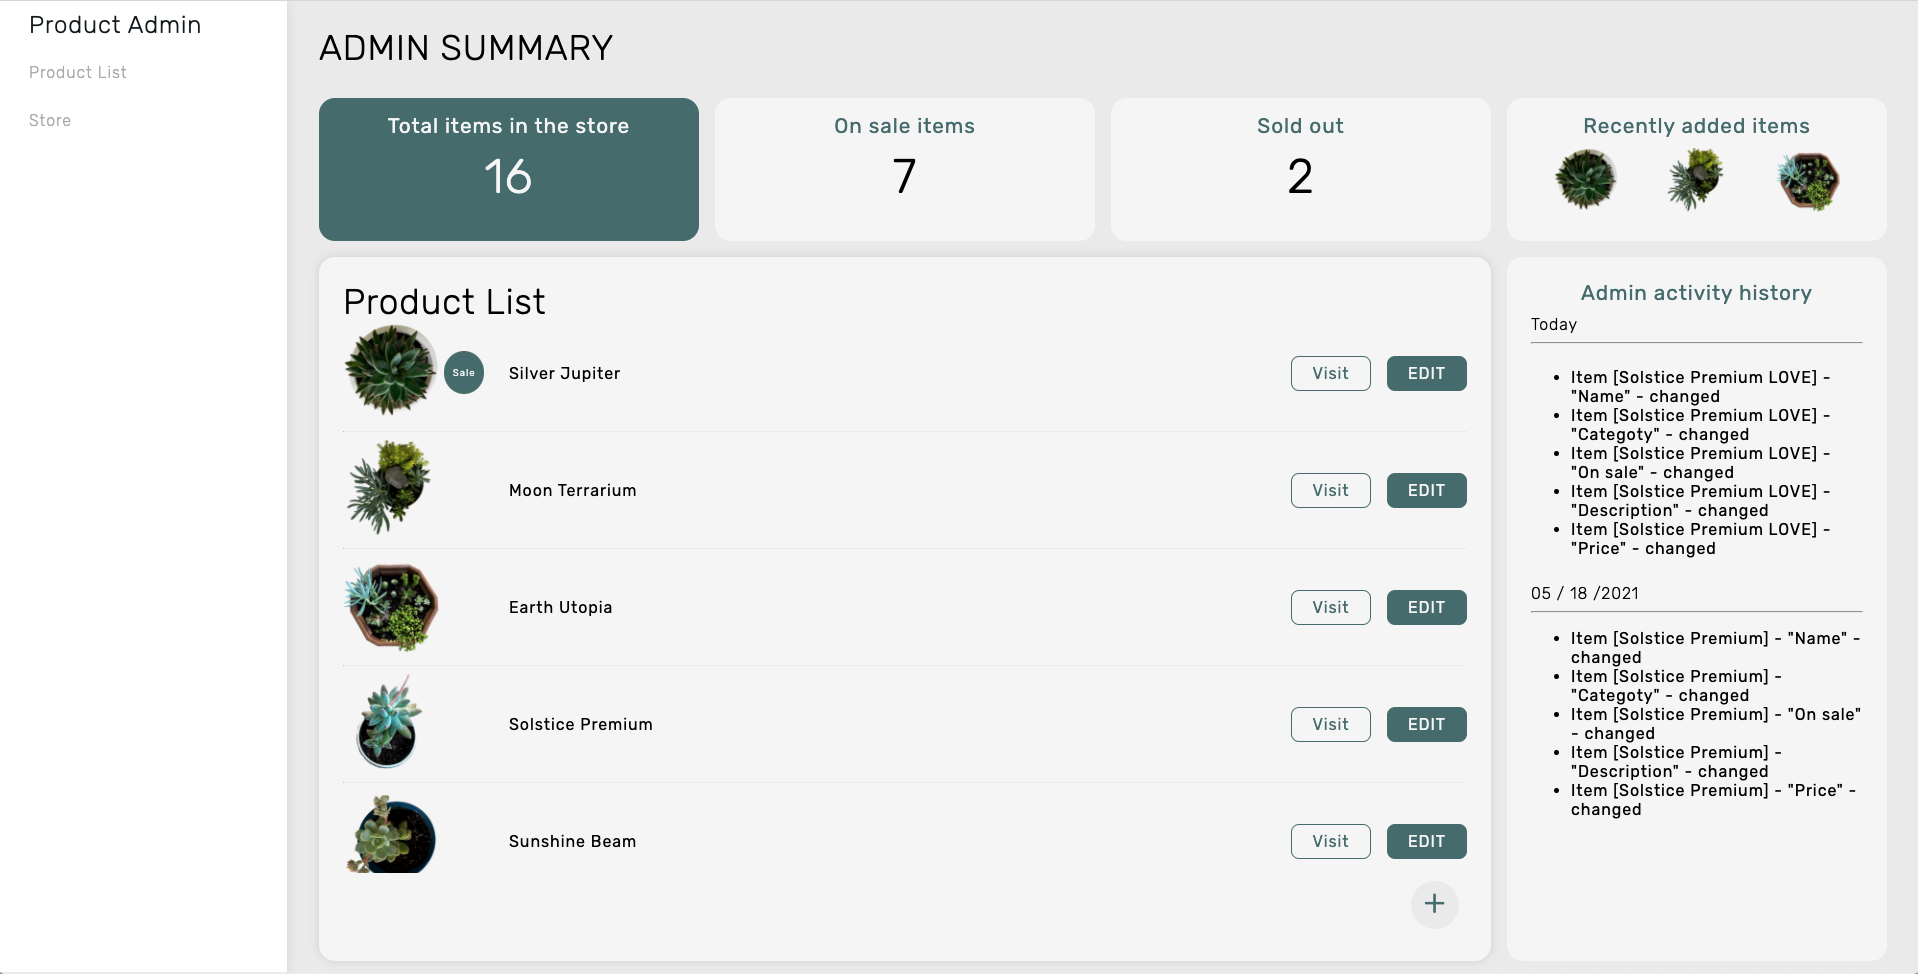 Product Admin
Product List
Store
ADMIN SUMMARY
Total items in the store
16
On sale items
7
Sold out
2
Recently added items
Product List
Sale
Silver Jupiter
Visit
EDIT
Moon Terrarium
Visit
EDIT
Earth Utopia
Visit
EDIT
Solstice Premium
Visit
EDIT
Sunshine Beam
Visit
EDIT
+
Admin activity history
Today
Item [Solstice Premium LOVE] -
"Name" - changed
Item [Solstice Premium LOVE] -
"Categoty" - changed
Item [Solstice Premium LOVE] -
"On sale" - changed
Item [Solstice Premium LOVE] -
"Description" - changed
Item [Solstice Premium LOVE] -
"Price" - changed
05 / 18 /2021
Item [Solstice Premium] - "Name" -
changed
Item [Solstice Premium] -
"Categoty" - changed
Item [Solstice Premium] - "On sale"
- changed
Item [Solstice Premium] -
"Description" - changed
Item [Solstice Premium] - "Price" -
changed